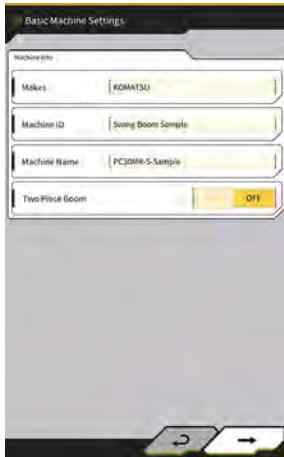 Basic Machine Settings
Machine Info
Makes KOMATSU
Machine ID Swing Boom Sample
Machine Name PC30MR-5-Sample
Two Piece Boom OFF